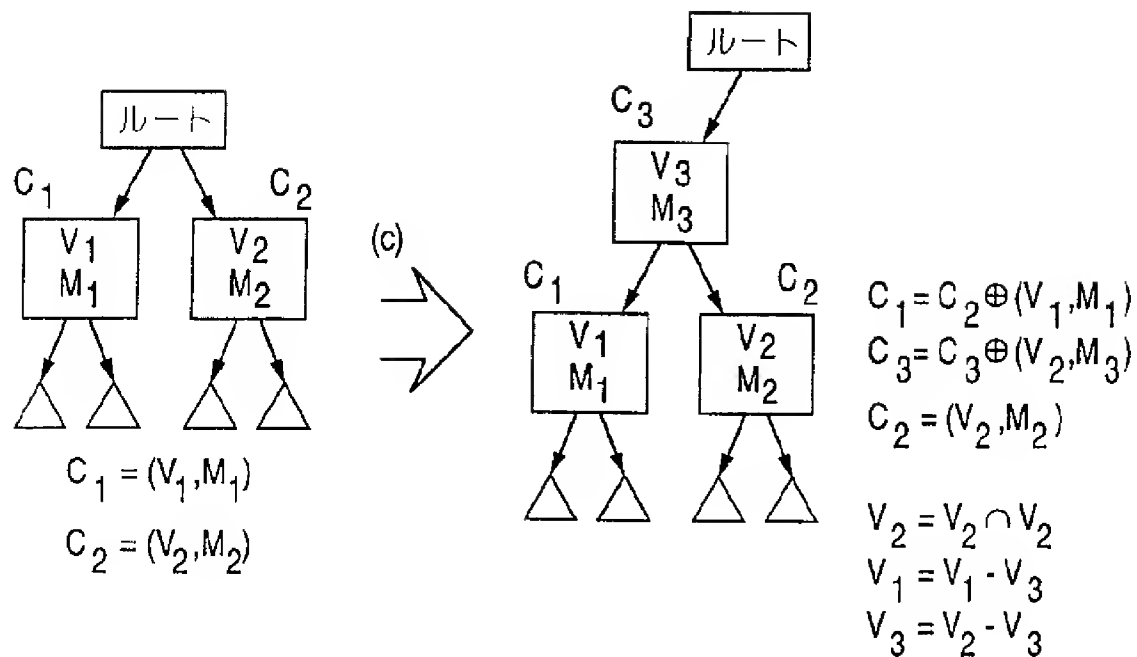 ルート
C1
C2
V1
M1
V2
M2
C1 = (V1,M1)
C2 = (V2,M2)
(c)
ルート
C3
V3
M3
C1
C2
V1
M1
V2
M2
C1 = C2 ⊕ (V1,M1)
C3 = C3 ⊕ (V2,M3)
C2 = (V2,M2)
V2 = V2 ∩ V2
V1 = V1 - V3
V3 = V2 - V3